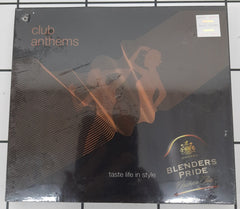 club
anthems
taste life in style
BLENDERS
PRIDE